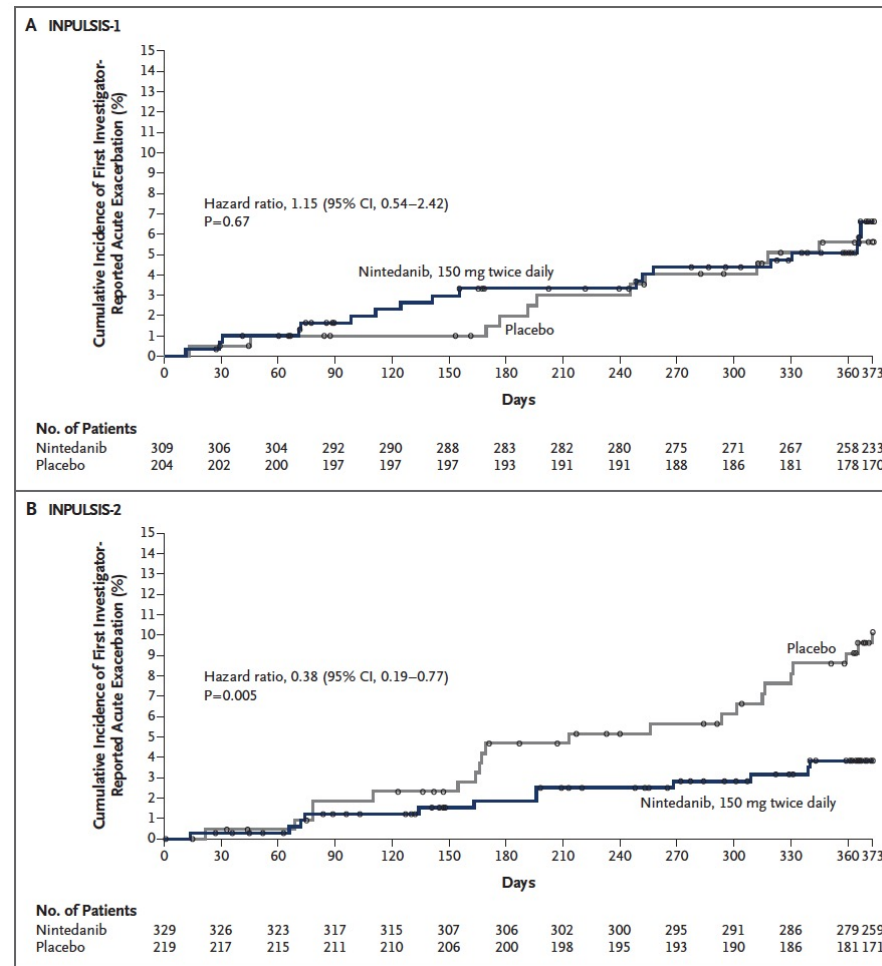 A INPULSIS-1
Cumulative Incidence of First Investigator-
Reported Acute Exacerbation (%)
15
14
13
12
11
10
9
8
7
6
5
4
3
2
1
0
Hazard ratio, 1.15 (95% CI, 0.54–2.42)
P=0.67
Nintedanib, 150 mg twice daily
Placebo
0 30 60 90 120 150 180 210 240 270 300 330 360 373
Days
No. of Patients
Nintedanib 309 306 304 292 290 288 283 282 280 275 271 267 258 233
Placebo 204 202 200 197 197 197 193 191 191 188 186 181 178 170
B INPULSIS-2
Cumulative Incidence of First Investigator-
Reported Acute Exacerbation (%)
15
14
13
12
11
10
9
8
7
6
5
4
3
2
1
0
Placebo
Hazard ratio, 0.38 (95% CI, 0.19–0.77)
P=0.005
Nintedanib, 150 mg twice daily
0 30 60 90 120 150 180 210 240 270 300 330 360 373
Days
No. of Patients
Nintedanib 329 326 323 317 315 307 306 302 300 295 291 286 279 259
Placebo 219 217 215 211 210 206 200 198 195 193 190 186 181 171